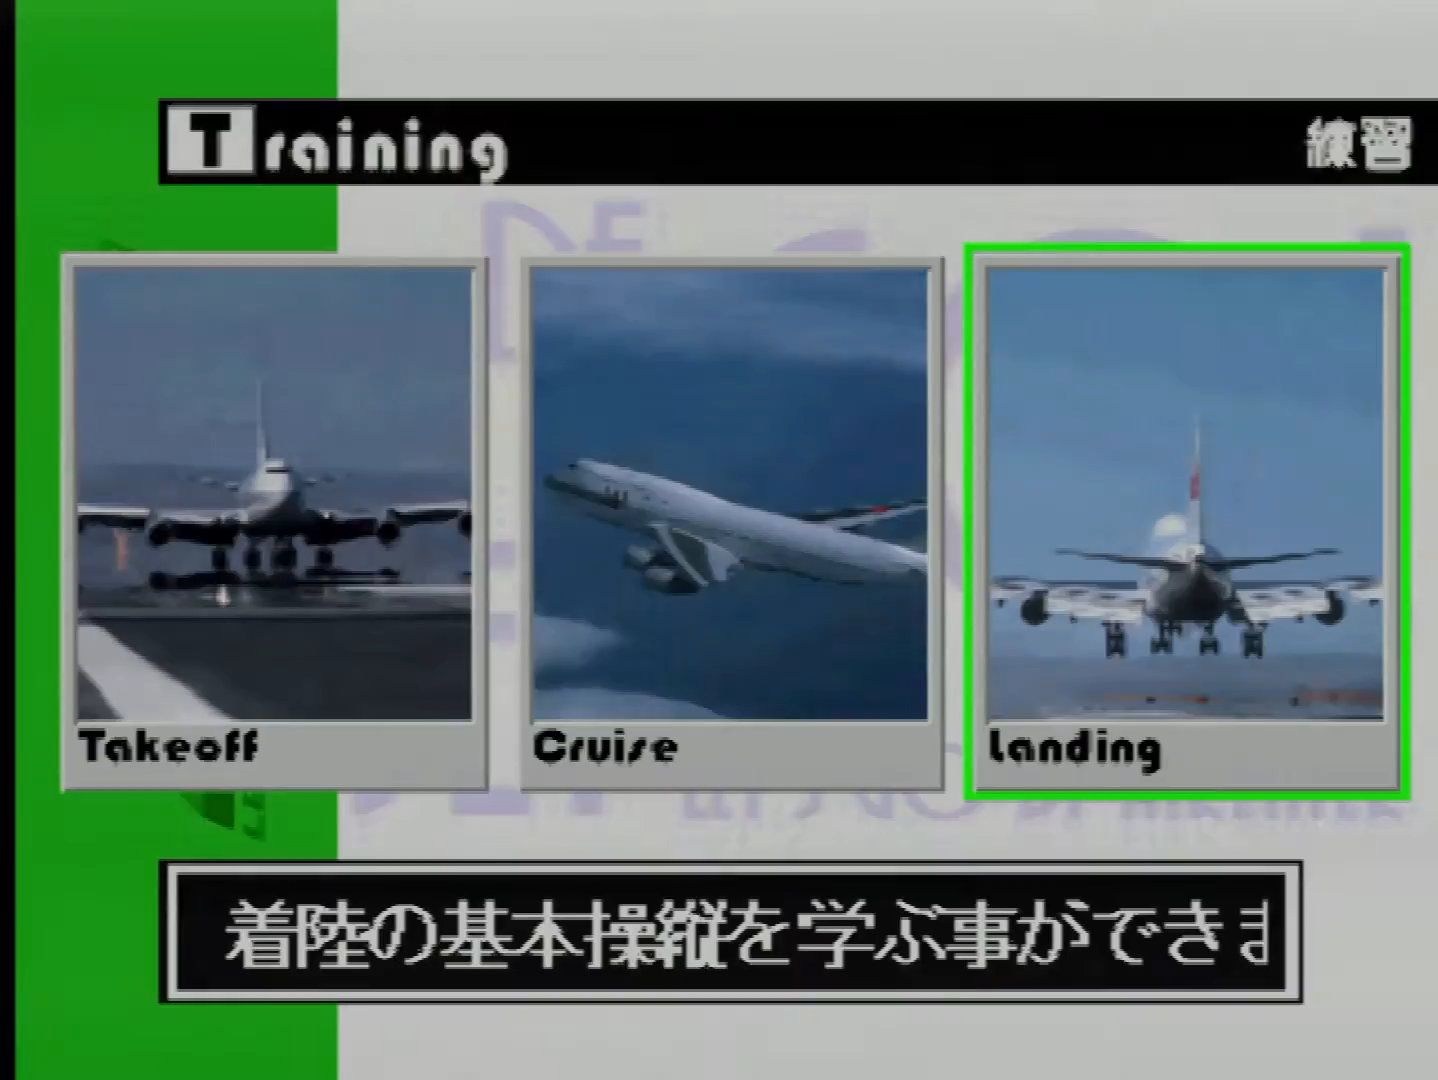 Training 練習
Takeoff
Cruise
Landing
着陸の基本操縦を学ぶ事ができま